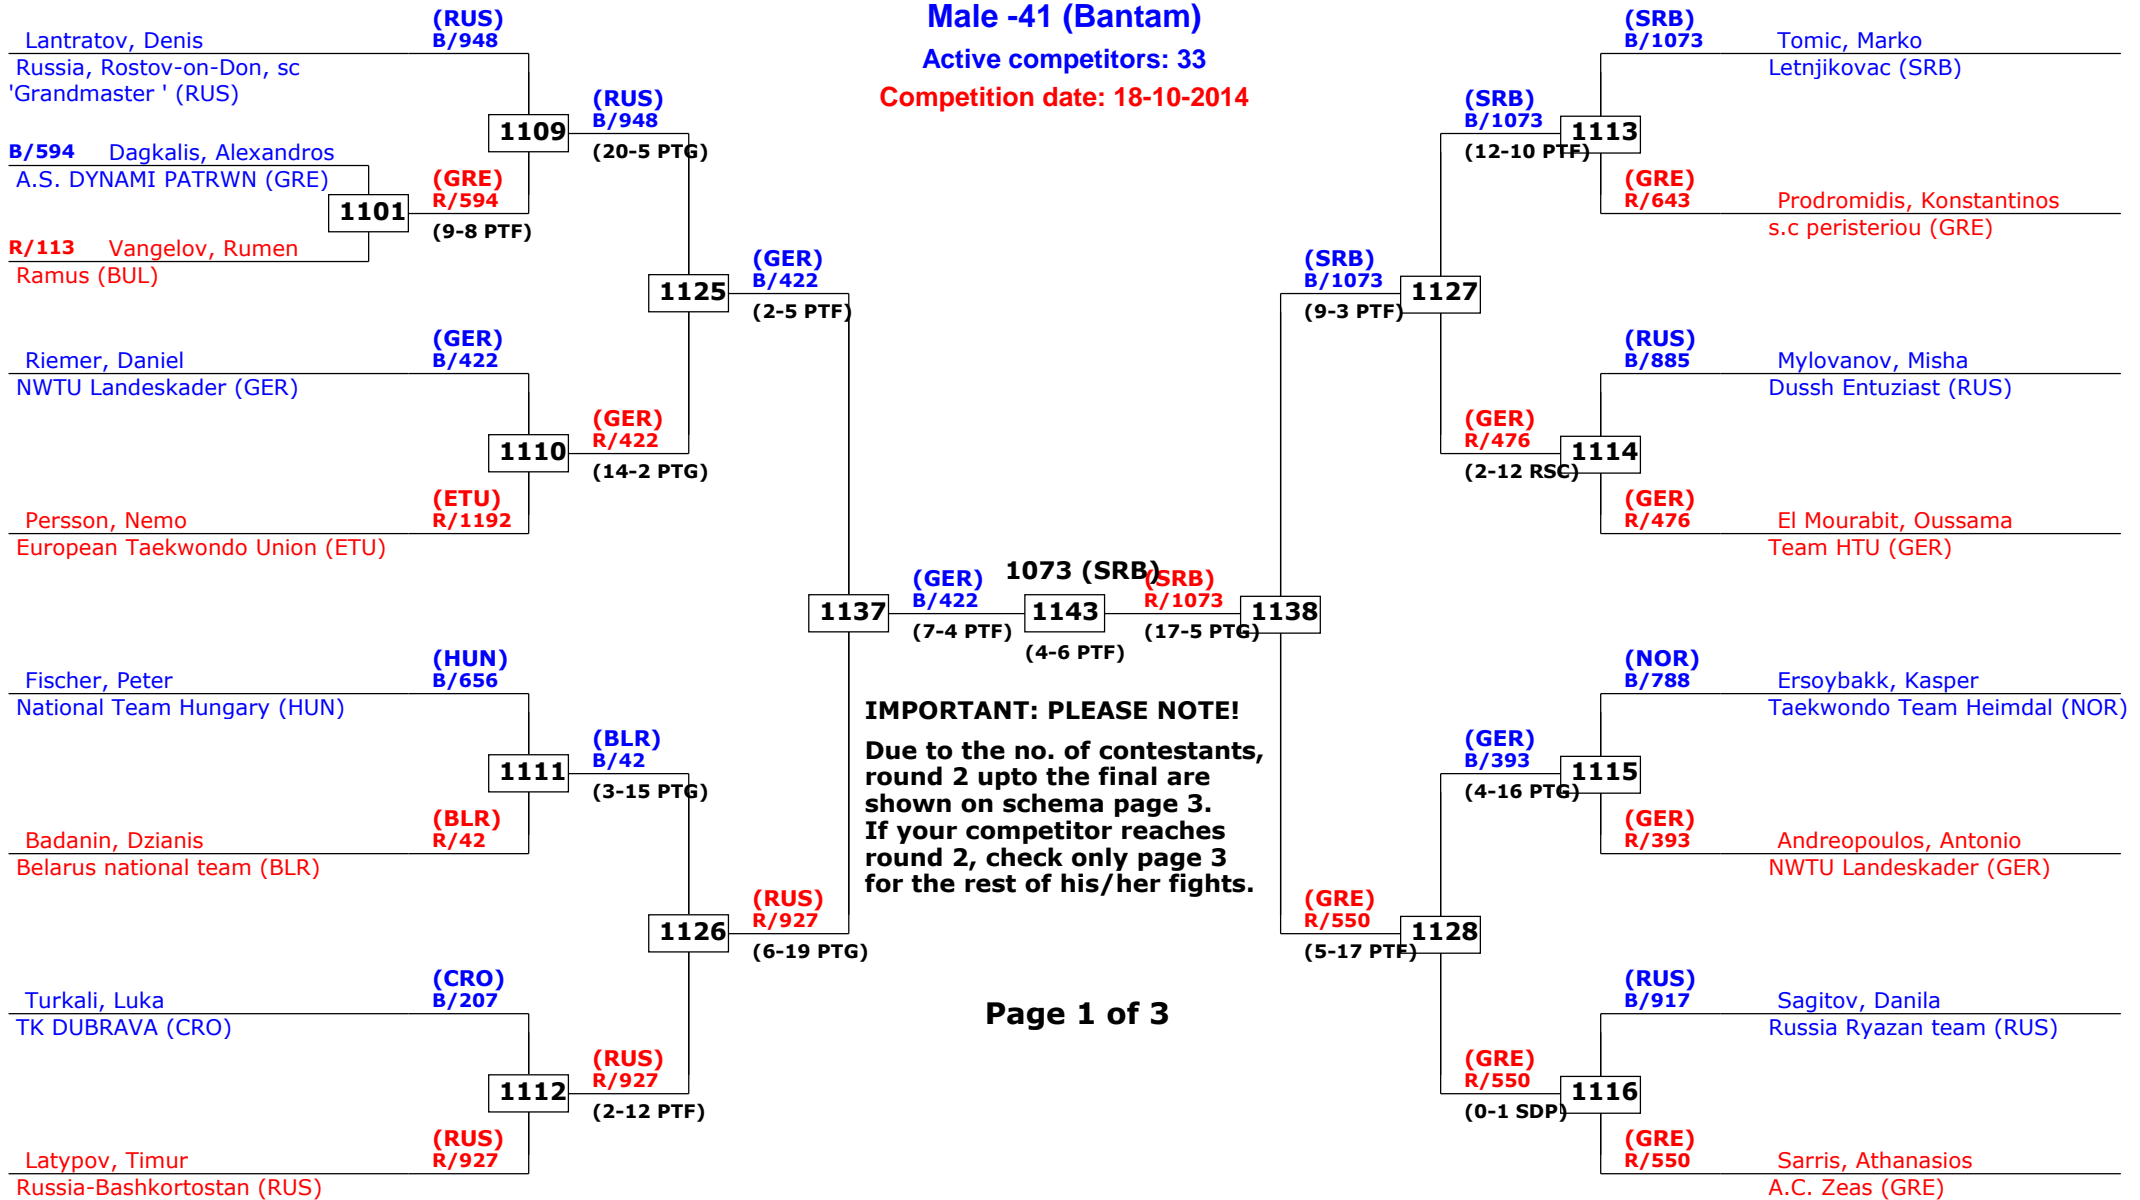 Male -41 (Bantam)
Active competitors: 33
Competition date: 18-10-2014
(RUS)
Lantratov, Denis B/948
Russia, Rostov-on-Don, sc
'Grandmaster ' (RUS)
(RUS)
B/948
1109
(20-5 PTG)
B/594 Dagkalis, Alexandros
A.S. DYNAMI PATRWN (GRE)
(GRE)
R/594
1101
(9-8 PTF)
R/113 Vangelov, Rumen
Ramus (BUL)
(GER)
B/422
1125
(2-5 PTF)
(GER)
Riemer, Daniel B/422
NWTU Landeskader (GER)
(GER)
R/422
1110
(14-2 PTG)
(ETU)
Persson, Nemo R/1192
European Taekwondo Union (ETU)
1137
(GER)
B/422
(7-4 PTF)
1073 (SRB)
1143
(4-6 PTF)
(SRB)
R/1073
(17-5 PTG)
1138
(HUN)
Fischer, Peter B/656
National Team Hungary (HUN)
(BLR)
B/42
1111
(3-15 PTG)
(BLR)
Badanin, Dzianis R/42
Belarus national team (BLR)
(RUS)
R/927
1126
(6-19 PTG)
(CRO)
Turkali, Luka B/207
TK DUBRAVA (CRO)
(RUS)
R/927
1112
(2-12 PTF)
(RUS)
Latypov, Timur R/927
Russia-Bashkortostan (RUS)
IMPORTANT: PLEASE NOTE!
Due to the no. of contestants,
round 2 upto the final are
shown on schema page 3.
If your competitor reaches
round 2, check only page 3
for the rest of his/her fights.
Page 1 of 3
(SRB)
B/1073 Tomic, Marko
Letnjikovac (SRB)
(SRB)
B/1073
1113
(12-10 PTF)
(GRE)
R/643 Prodromidis, Konstantinos
s.c peristeriou (GRE)
(SRB)
B/1073
1127
(9-3 PTF)
(RUS)
B/885 Mylovanov, Misha
Dussh Entuziast (RUS)
(GER)
R/476
1114
(2-12 RSC)
(GER)
R/476 El Mourabit, Oussama
Team HTU (GER)
(NOR)
B/788 Ersoybakk, Kasper
Taekwondo Team Heimdal (NOR)
(GER)
B/393
1115
(4-16 PTG)
(GER)
R/393 Andreopoulos, Antonio
NWTU Landeskader (GER)
(GRE)
R/550
1128
(5-17 PTF)
(RUS)
B/917 Sagitov, Danila
Russia Ryazan team (RUS)
(GRE)
R/550
1116
(0-1 SDP)
(GRE)
R/550 Sarris, Athanasios
A.C. Zeas (GRE)